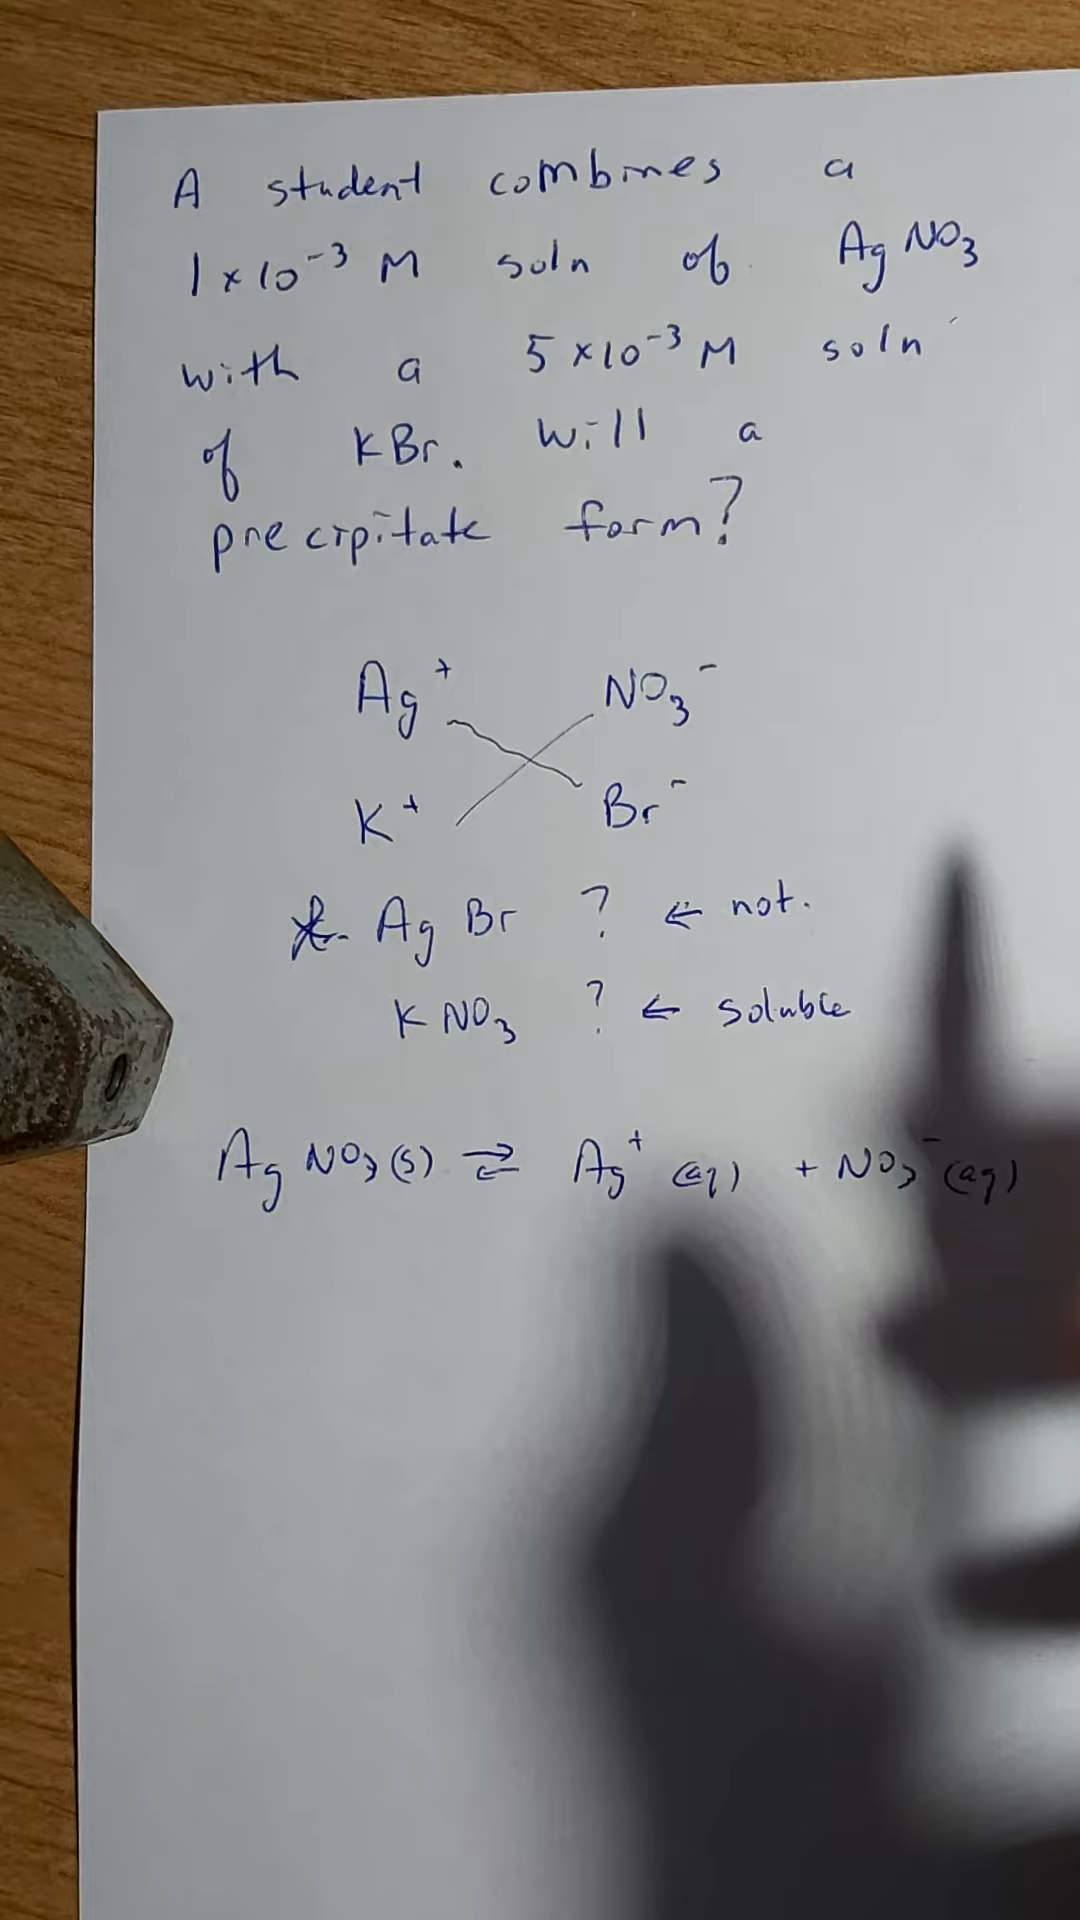 A student combines a
1×10⁻³ M soln of AgNO₃
with a 5×10⁻³ M soln
of KBr. Will a
precipitate form?
Ag⁺ NO₃⁻
K⁺ Br⁻
* AgBr ? ← not.
KNO₃ ? ← soluble
AgNO₃(s) ⇌ Ag⁺(aq) + NO₃⁻(aq)